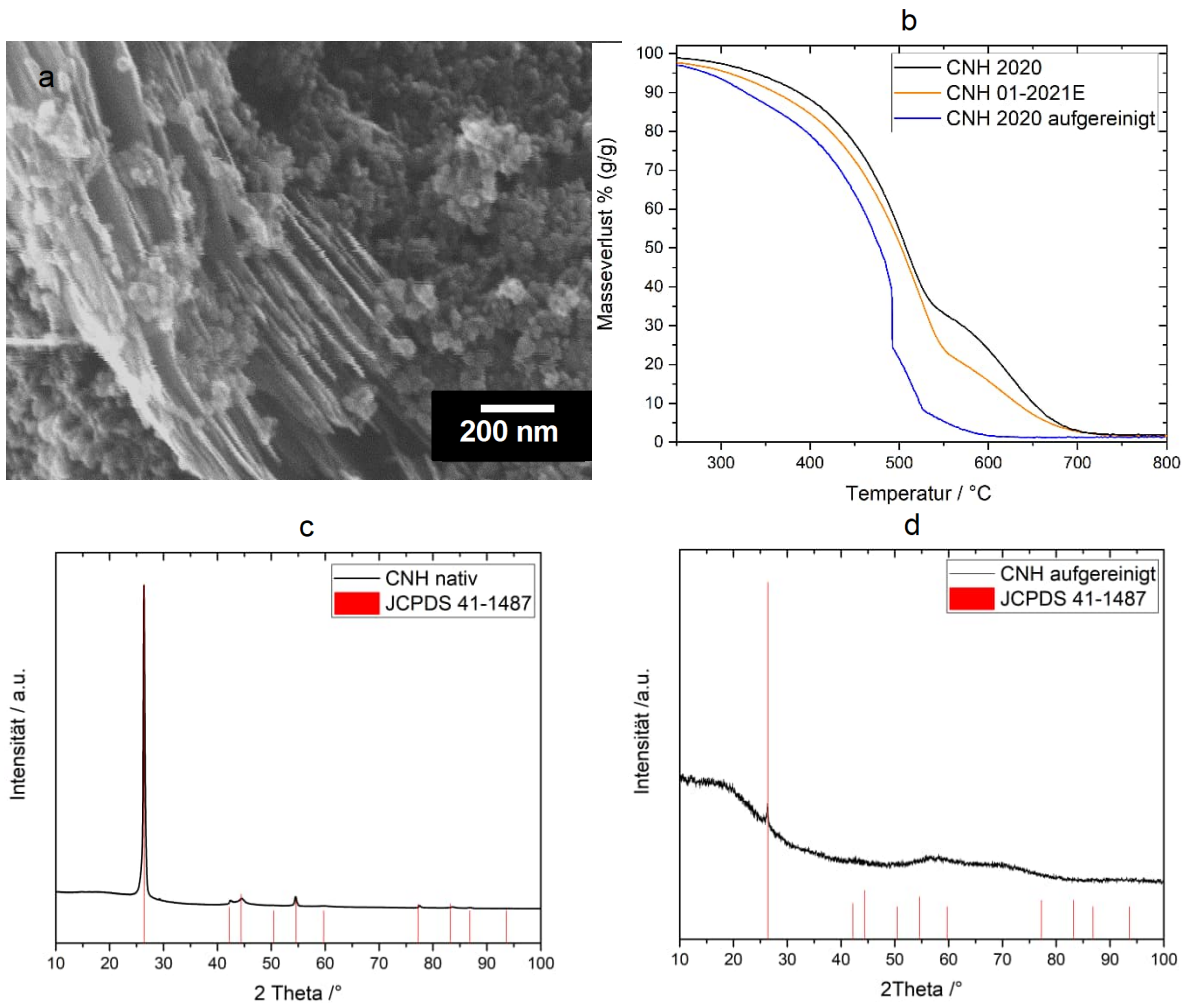 a
200 nm
b
Masseverlust % (g/g)
100
90
80
70
60
50
40
30
20
10
0
CNH 2020
CNH 01-2021E
CNH 2020 aufgereinigt
300 400 500 600 700 800
Temperatur / °C
c
Intensität / a.u.
CNH nativ
JCPDS 41-1487
10 20 30 40 50 60 70 80 90 100
2 Theta /°
d
Intensität /a.u.
CNH aufgereinigt
JCPDS 41-1487
10 20 30 40 50 60 70 80 90 100
2Theta /°